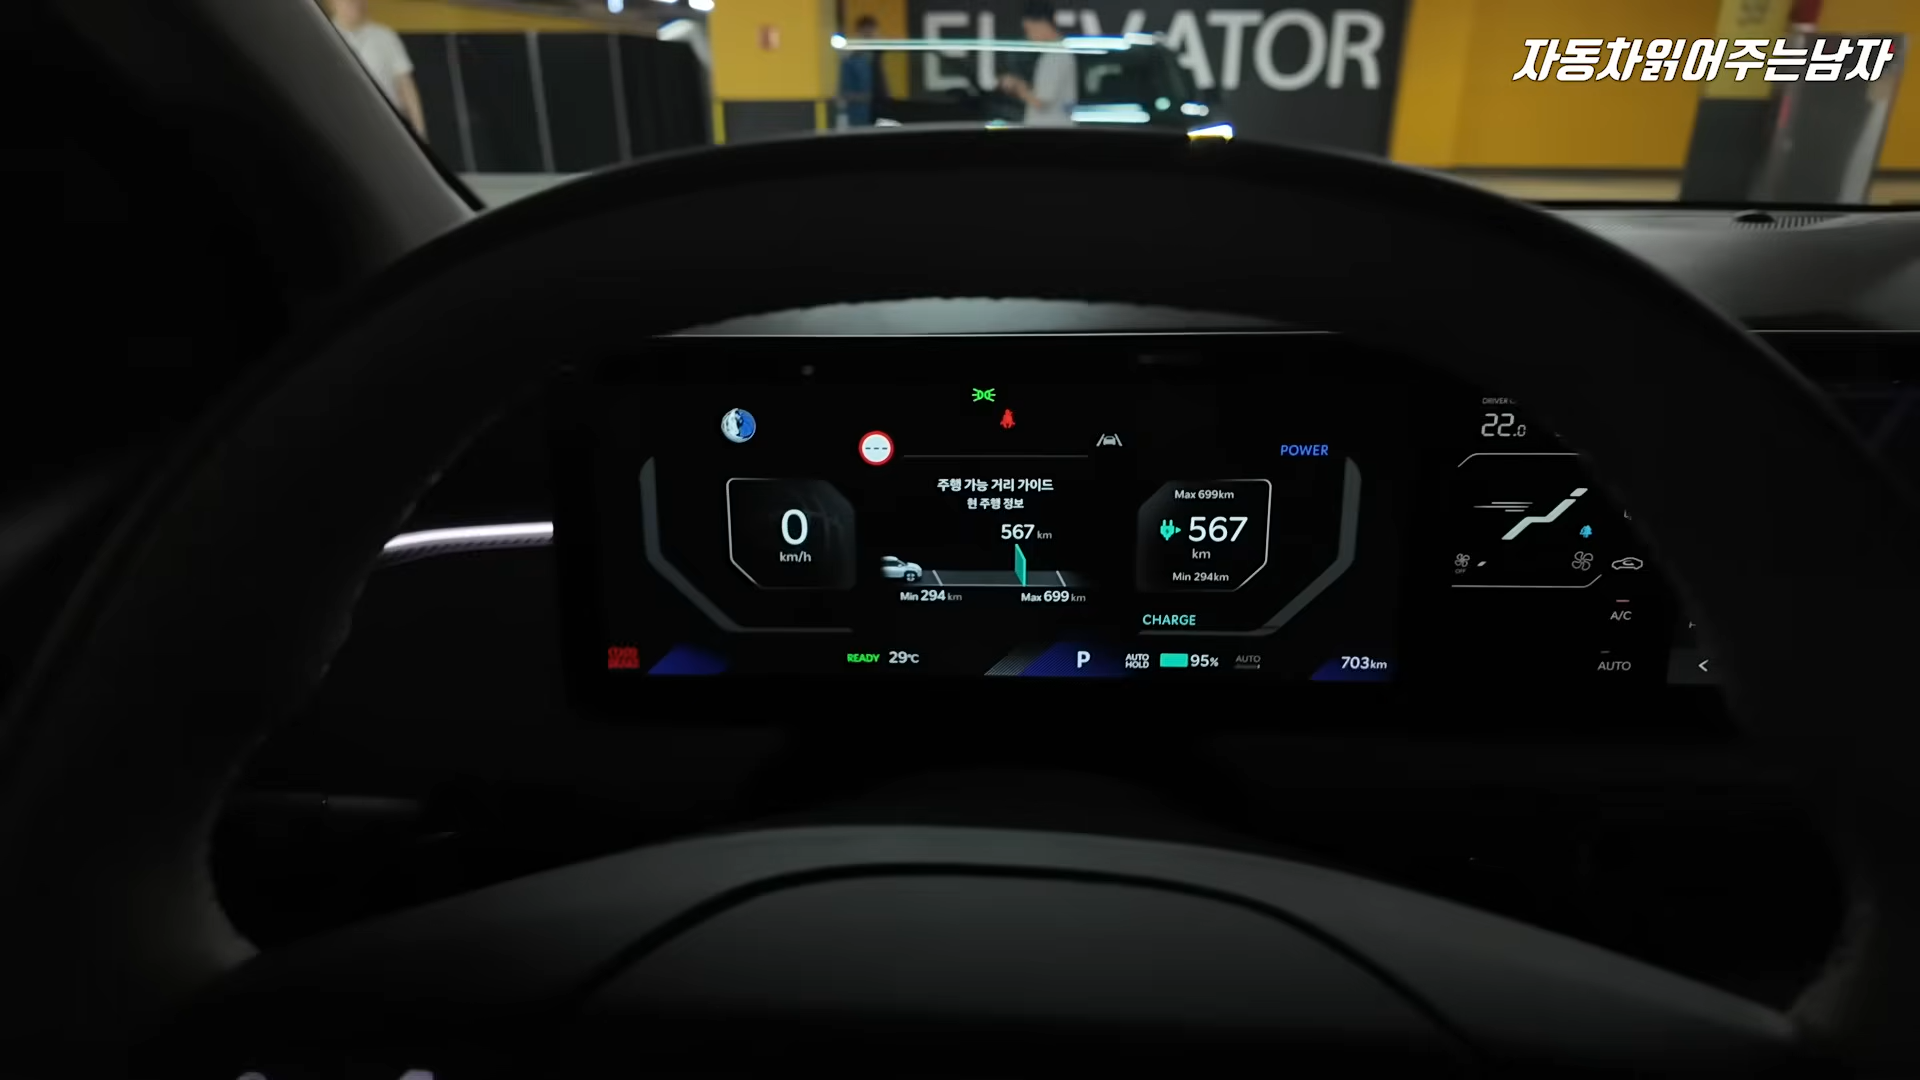 ELEVATOR
자동차읽어주는남자
DRIVER
22.0
POWER
주행 가능 거리 가이드
현 주행 정보
567 km
Min 294 km
Max 699 km
0
km/h
Max 699km
567
km
Min 294km
CHARGE
OFF
A/C
AUTO
READY 29℃
P
AUTO HOLD
95%
AUTO
703km